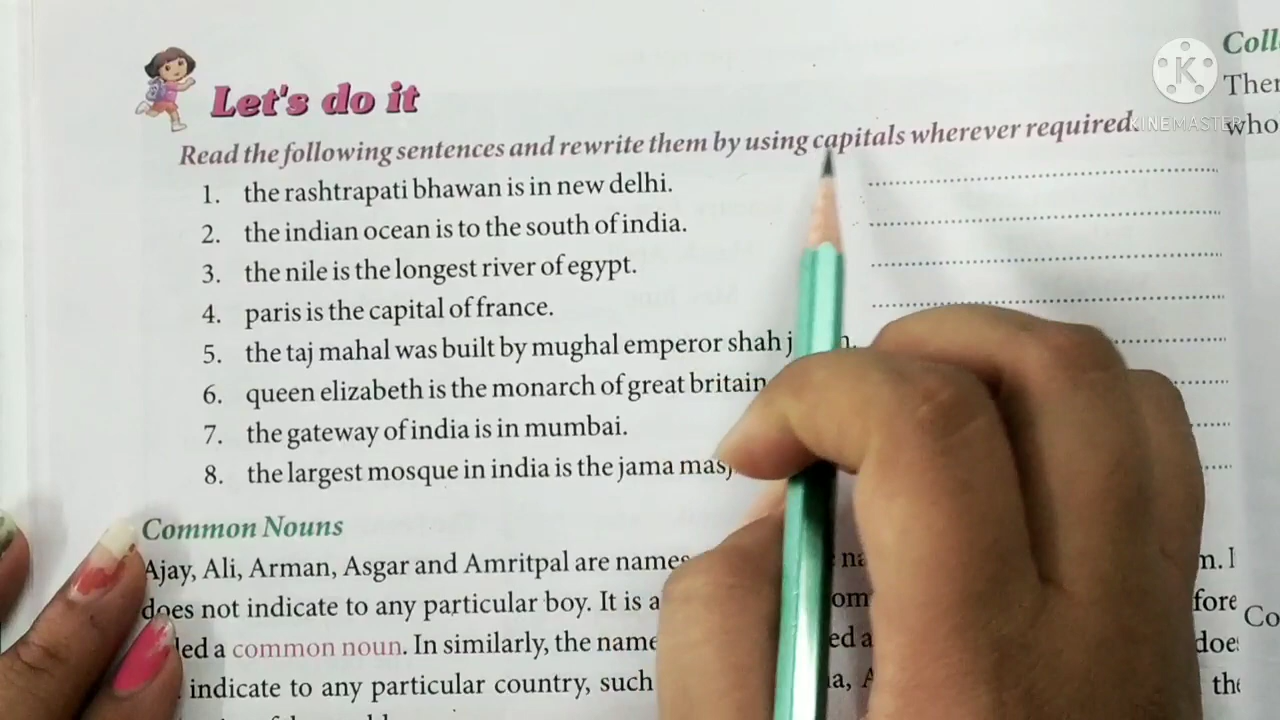 Let's do it
Read the following sentences and rewrite them by using capitals wherever required.
1. the rashtrapati bhawan is in new delhi.
2. the indian ocean is to the south of india.
3. the nile is the longest river of egypt.
4. paris is the capital of france.
5. the taj mahal was built by mughal emperor shah
6. queen elizabeth is the monarch of great britain
7. the gateway of india is in mumbai.
8. the largest mosque in india is the jama
Common Nouns
Ajay, Ali, Arman, Asgar and Amritpal are names
does not indicate to any particular boy. It is a
a common noun. In similarly, the name
indicate to any particular country, such
K
KINEMASTER